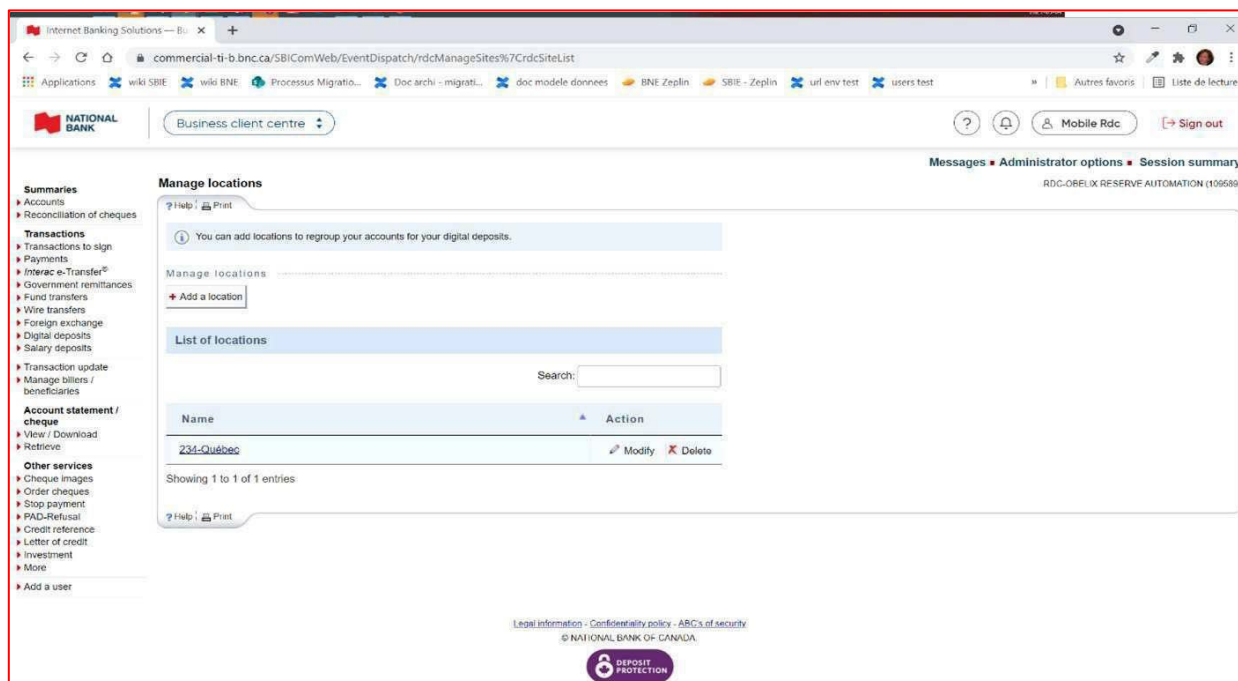 Internet Banking Solutions — Bu
commercial-ti-b.bnc.ca/SBIComWeb/EventDispatch/rdcManageSites%7CrdcSiteList
Applications wiki SBIE wiki BNE Processus Migratio... Doc archi - migrati... doc modele donnees BNE Zeplin SBIE - Zeplin url env test users test » Autres favoris Liste de lecture
NATIONAL BANK
Business client centre
? Mobile Rdc Sign out
Messages Administrator options Session summary
RDC-OBELIX RESERVE AUTOMATION (109589
Summaries
Accounts
Reconciliation of cheques
Transactions
Transactions to sign
Payments
Interac e-Transfer®
Government remittances
Fund transfers
Wire transfers
Foreign exchange
Digital deposits
Salary deposits
Transaction update
Manage billers /
beneficiaries
Account statement /
cheque
View / Download
Retrieve
Other services
Cheque images
Order cheques
Stop payment
PAD-Refusal
Credit reference
Letter of credit
Investment
More
Add a user
Manage locations
? Help Print
You can add locations to regroup your accounts for your digital deposits.
Manage locations
+ Add a location
List of locations
Search:
Name Action
234-Québec Modify X Delete
Showing 1 to 1 of 1 entries
? Help Print
Legal information - Confidentiality policy - ABC's of security
© NATIONAL BANK OF CANADA.
DEPOSIT
PROTECTION